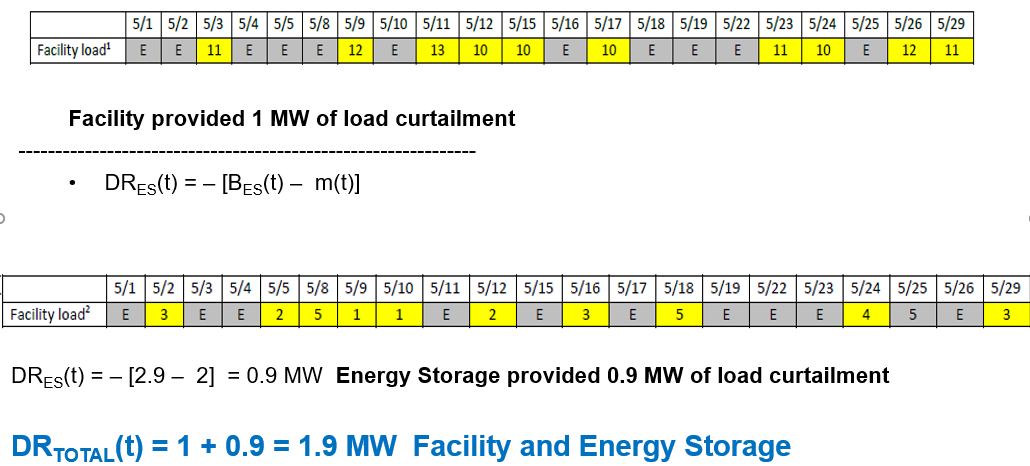 5/1 5/2 5/3 5/4 5/5 5/8 5/9 5/10 5/11 5/12 5/15 5/16 5/17 5/18 5/19 5/22 5/23 5/24 5/25 5/26 5/29
Facility load¹ E E 11 E E E 12 E 13 10 10 E 10 E E E 11 10 E 12 11
Facility provided 1 MW of load curtailment
----------------------------------------------------------------
• DRES(t) = – [BES(t) – m(t)]
5/1 5/2 5/3 5/4 5/5 5/8 5/9 5/10 5/11 5/12 5/15 5/16 5/17 5/18 5/19 5/22 5/23 5/24 5/25 5/26 5/29
Facility load² E 3 E E 2 5 1 1 E 2 E 3 E 5 E E E 4 5 E 3
DRES(t) = – [2.9 – 2] = 0.9 MW Energy Storage provided 0.9 MW of load curtailment
DRTOTAL(t) = 1 + 0.9 = 1.9 MW Facility and Energy Storage